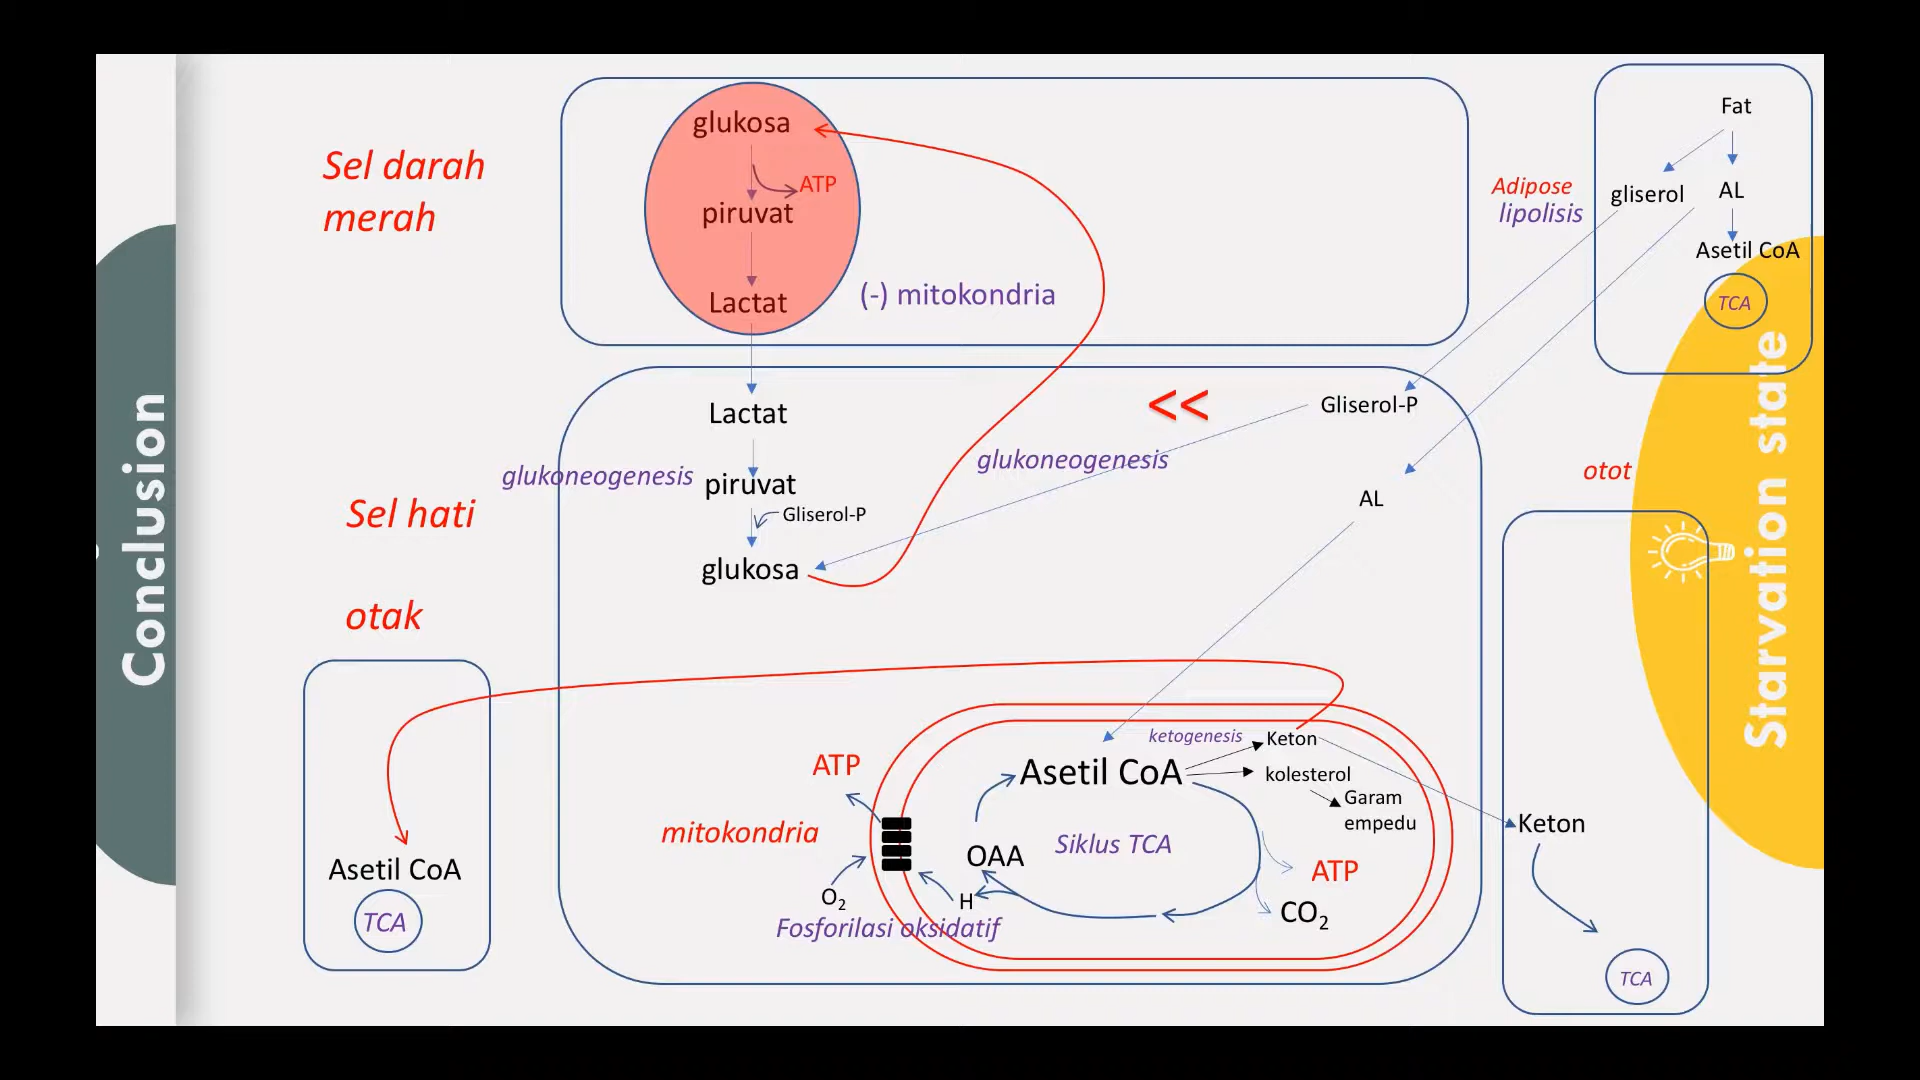 Conclusion
Starvation state
Sel darah
merah
glukosa
ATP
piruvat
Lactat
(-) mitokondria
Adipose
lipolisis
Fat
gliserol
AL
Asetil CoA
TCA
Sel hati
Lactat
glukoneogenesis
piruvat
Gliserol-P
glukosa
<<
glukoneogenesis
Gliserol-P
AL
otot
otak
Asetil CoA
TCA
mitokondria
ATP
O2
H
Fosforilasi oksidatif
ketogenesis
Keton
Asetil CoA
kolesterol
Garam
empedu
OAA
Siklus TCA
ATP
CO2
Keton
TCA